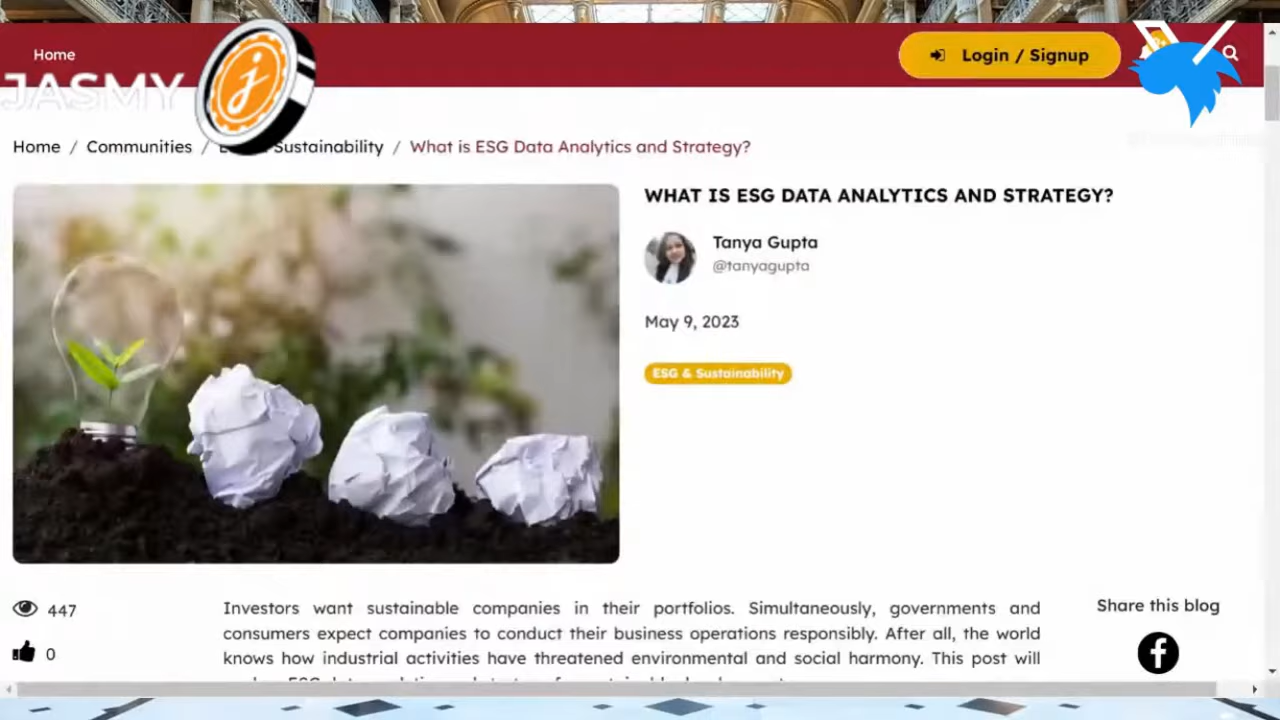 Home
JASMY
Login / Signup
Home / Communities / Sustainability / What is ESG Data Analytics and Strategy?
WHAT IS ESG DATA ANALYTICS AND STRATEGY?
Tanya Gupta
@tanyagupta
May 9, 2023
ESG & Sustainability
447
0
Investors want sustainable companies in their portfolios. Simultaneously, governments and
consumers expect companies to conduct their business operations responsibly. After all, the world
knows how industrial activities have threatened environmental and social harmony. This post will
Share this blog